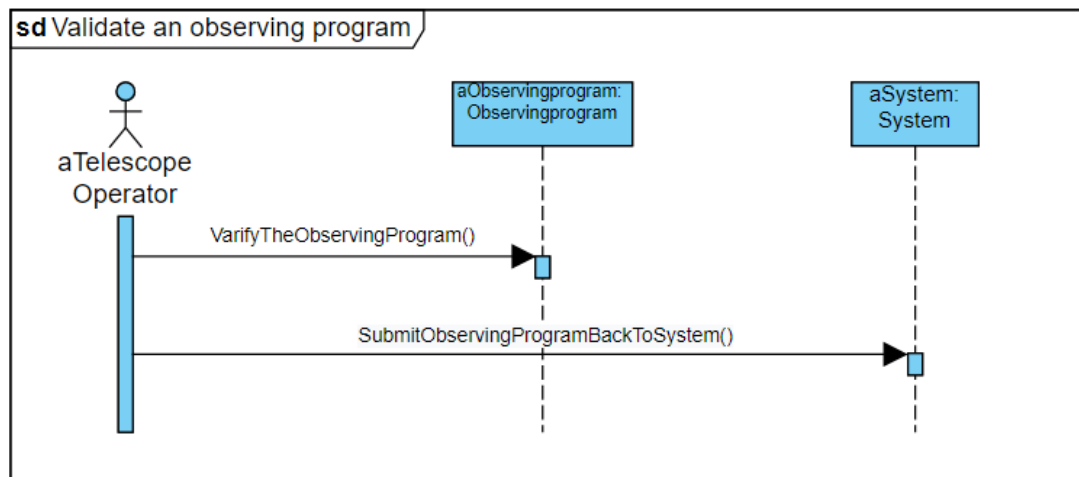 sd Validate an observing program
aObservingprogram:
Observingprogram
aSystem:
System
aTelescope
Operator
VarifyTheObservingProgram()
SubmitObservingProgramBackToSystem()